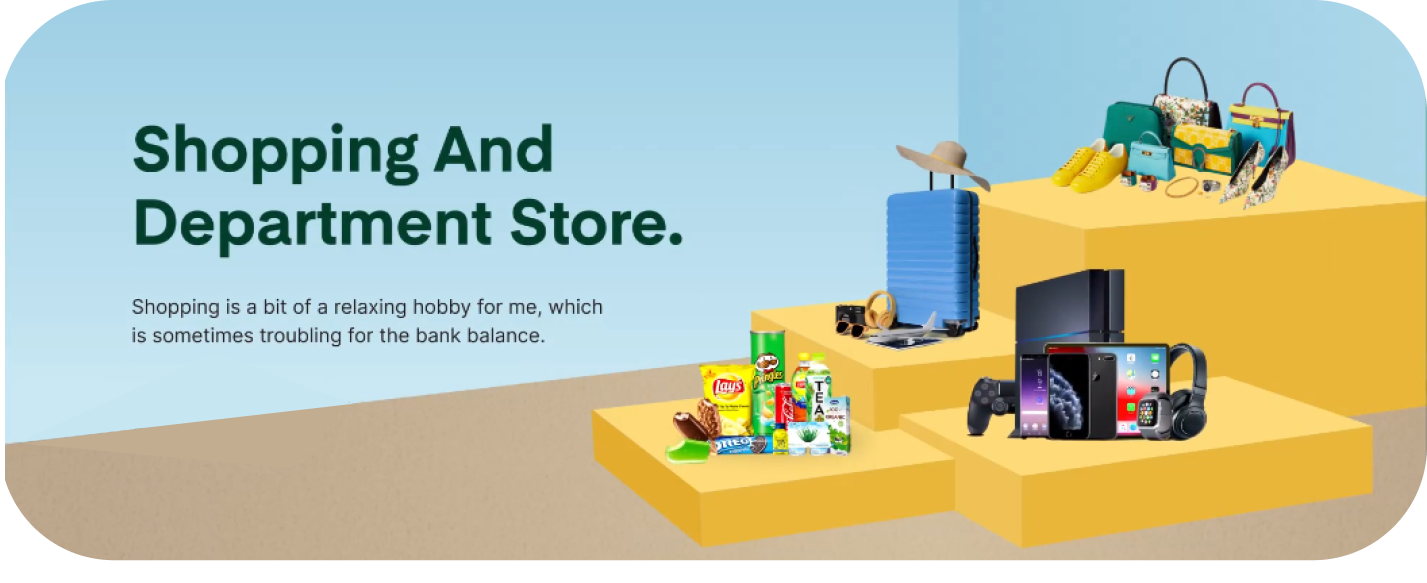 Shopping And
Department Store.
Shopping is a bit of a relaxing hobby for me, which
is sometimes troubling for the bank balance.
Lay's
Pringles
TEA
OREO
ORGANIC